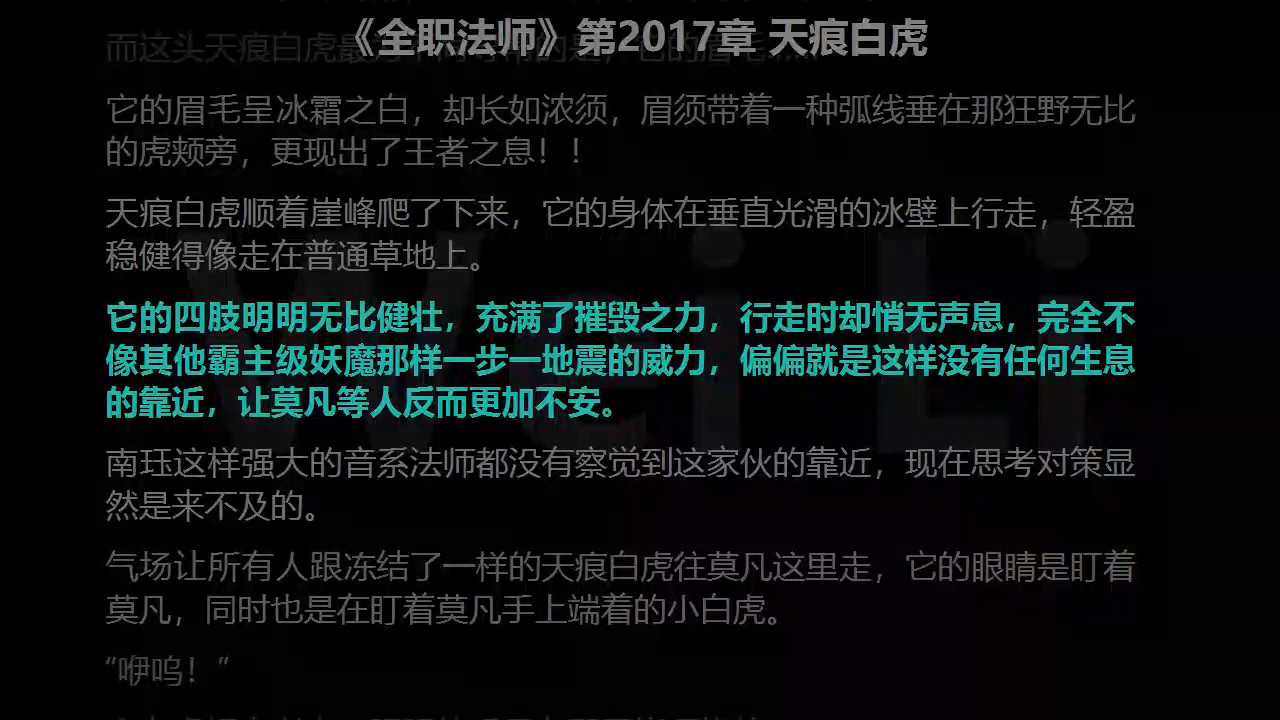 《全职法师》第2017章 天痕白虎
而这头天痕白虎最为
它的眉毛呈冰霜之白，却长如浓须，眉须带着一种弧线垂在那狂野无比
的虎颊旁，更现出了王者之息！！
天痕白虎顺着崖峰爬了下来，它的身体在垂直光滑的冰壁上行走，轻盈
稳健得像走在普通草地上。
它的四肢明明无比健壮，充满了摧毁之力，行走时却悄无声息，完全不
像其他霸主级妖魔那样一步一地震的威力，偏偏就是这样没有任何生息
的靠近，让莫凡等人反而更加不安。
南珏这样强大的音系法师都没有察觉到这家伙的靠近，现在思考对策显
然是来不及的。
气场让所有人跟冻结了一样的天痕白虎往莫凡这里走，它的眼睛是盯着
莫凡，同时也是在盯着莫凡手上端着的小白虎。
“咿呜！”
Wei Li